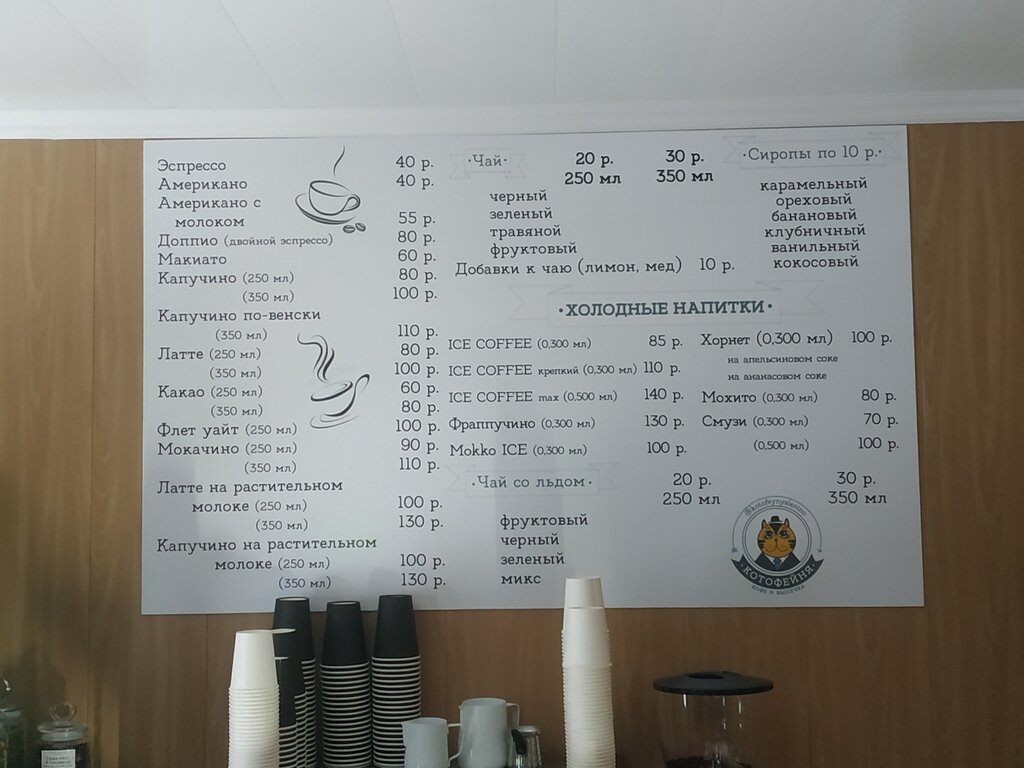 Эспрессо 40 р.
Американо 40 р.
Американо с
молоком 55 р.
Доппио (двойной эспрессо) 80 р.
Макиато 60 р.
Капучино (250 мл) 80 р.
(350 мл) 100 р.
Капучино по-венски
(350 мл) 110 р.
Латте (250 мл) 80 р.
(350 мл) 100 р.
Какао (250 мл) 60 р.
(350 мл) 80 р.
Флет уайт (250 мл) 100 р.
Мокачино (250 мл) 90 р.
(350 мл) 110 р.
Латте на растительном
молоке (250 мл) 100 р.
(350 мл) 130 р.
Капучино на растительном
молоке (250 мл) 100 р.
(350 мл) 130 р.
·Чай· 20 р. 30 р.
250 мл 350 мл
черный
зеленый
травяной
фруктовый
Добавки к чаю (лимон, мед) 10 р.
·Сиропы по 10 р.·
карамельный
ореховый
банановый
клубничный
ванильный
кокосовый
·ХОЛОДНЫЕ НАПИТКИ·
ICE COFFEE (0,300 мл) 85 р.
ICE COFFEE крепкий (0,300 мл) 110 р.
ICE COFFEE max (0,500 мл) 140 р.
Фраппучино (0,300 мл) 130 р.
Mokko ICE (0,300 мл) 100 р.
Хорнет (0,300 мл) 100 р.
на апельсиновом соке
на ананасовом соке
Мохито (0,300 мл) 80 р.
Смузи (0,300 мл) 70 р.
(0,500 мл) 100 р.
·Чай со льдом· 20 р. 30 р.
250 мл 350 мл
фруктовый
черный
зеленый
микс
КОТОФЕЙНЯ
КОФЕ И ВЫПЕЧКА